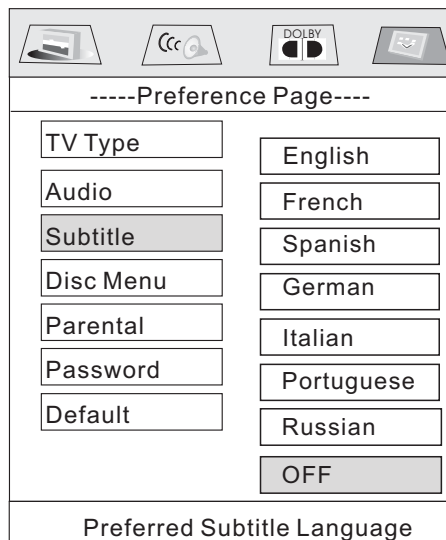 DOLBY
-----Preference Page----
TV Type
Audio
Subtitle
Disc Menu
Parental
Password
Default
English
French
Spanish
German
Italian
Portuguese
Russian
OFF
Preferred Subtitle Language